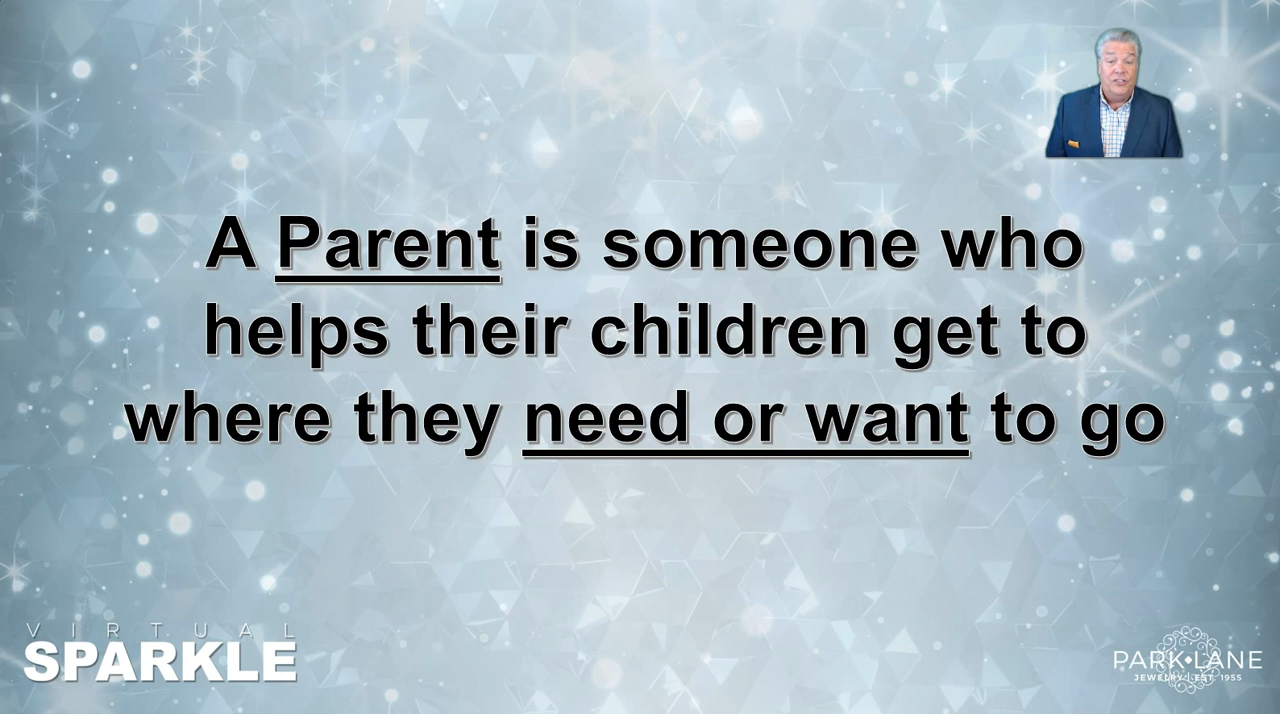 A Parent is someone who
helps their children get to
where they need or want to go
VIRTUAL
SPARKLE
PARK LANE
JEWELRY | EST. 1955